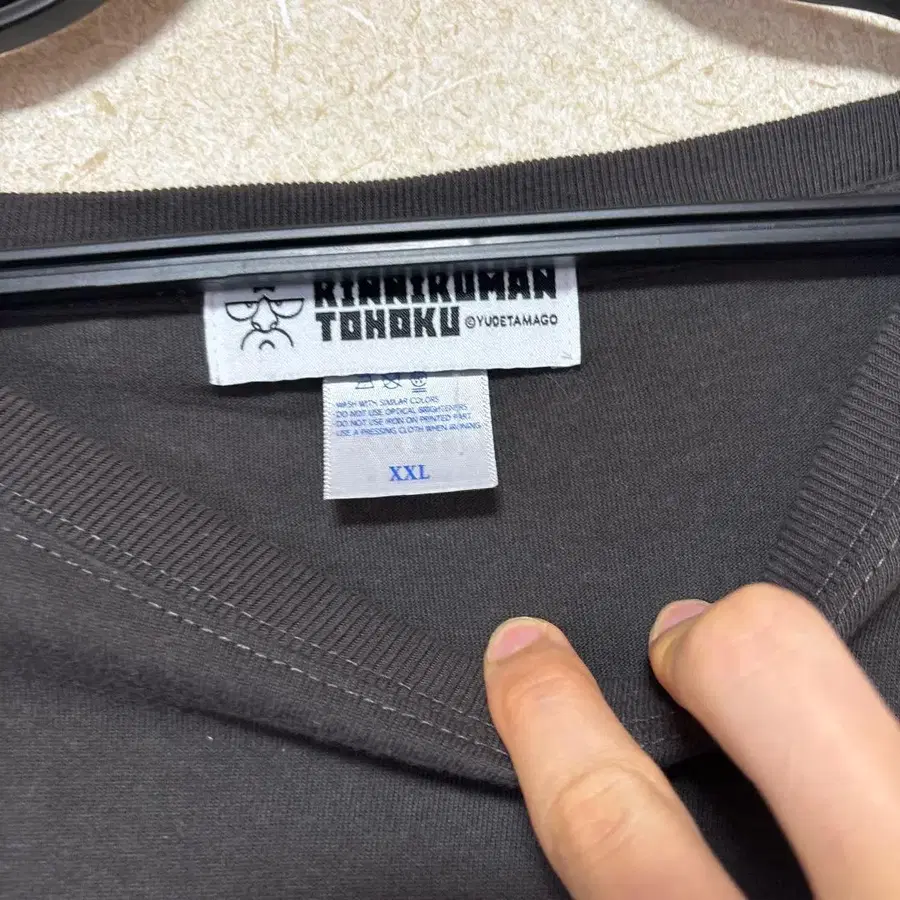 KINNIKUMAN
TOHOKU ©YUDETAMAGO
WASH WITH SIMILAR COLORS
DO NOT USE OPTICAL BRIGHTENERS
DO NOT USE IRON ON PRINTED PART
USE A PRESSING CLOTH WHEN IRONING
XXL